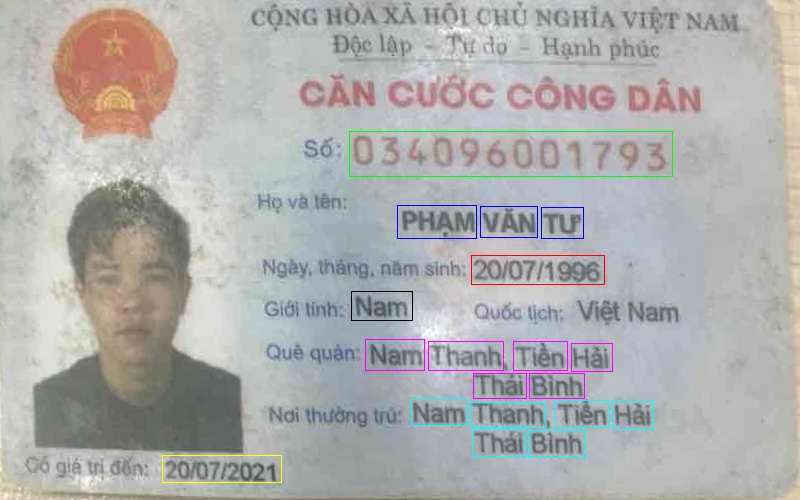 CỘNG HÒA XÃ HỘI CHỦ NGHĨA VIỆT NAM
Độc lập - Tự do - Hạnh phúc
CĂN CƯỚC CÔNG DÂN
Số: 034096001793
Họ và tên:
PHẠM VĂN TƯ
Ngày, tháng, năm sinh: 20/07/1996
Giới tính: Nam Quốc tịch: Việt Nam
Quê quán: Nam Thanh, Tiền Hải
Thái Bình
Nơi thường trú: Nam Thanh, Tiền Hải
Thái Bình
Có giá trị đến: 20/07/2021